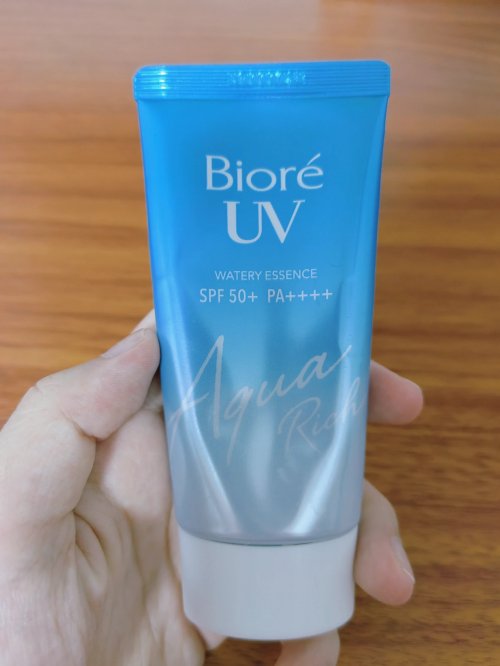 Bioré
UV
WATERY ESSENCE
SPF 50+ PA++++
Aqua
Rich